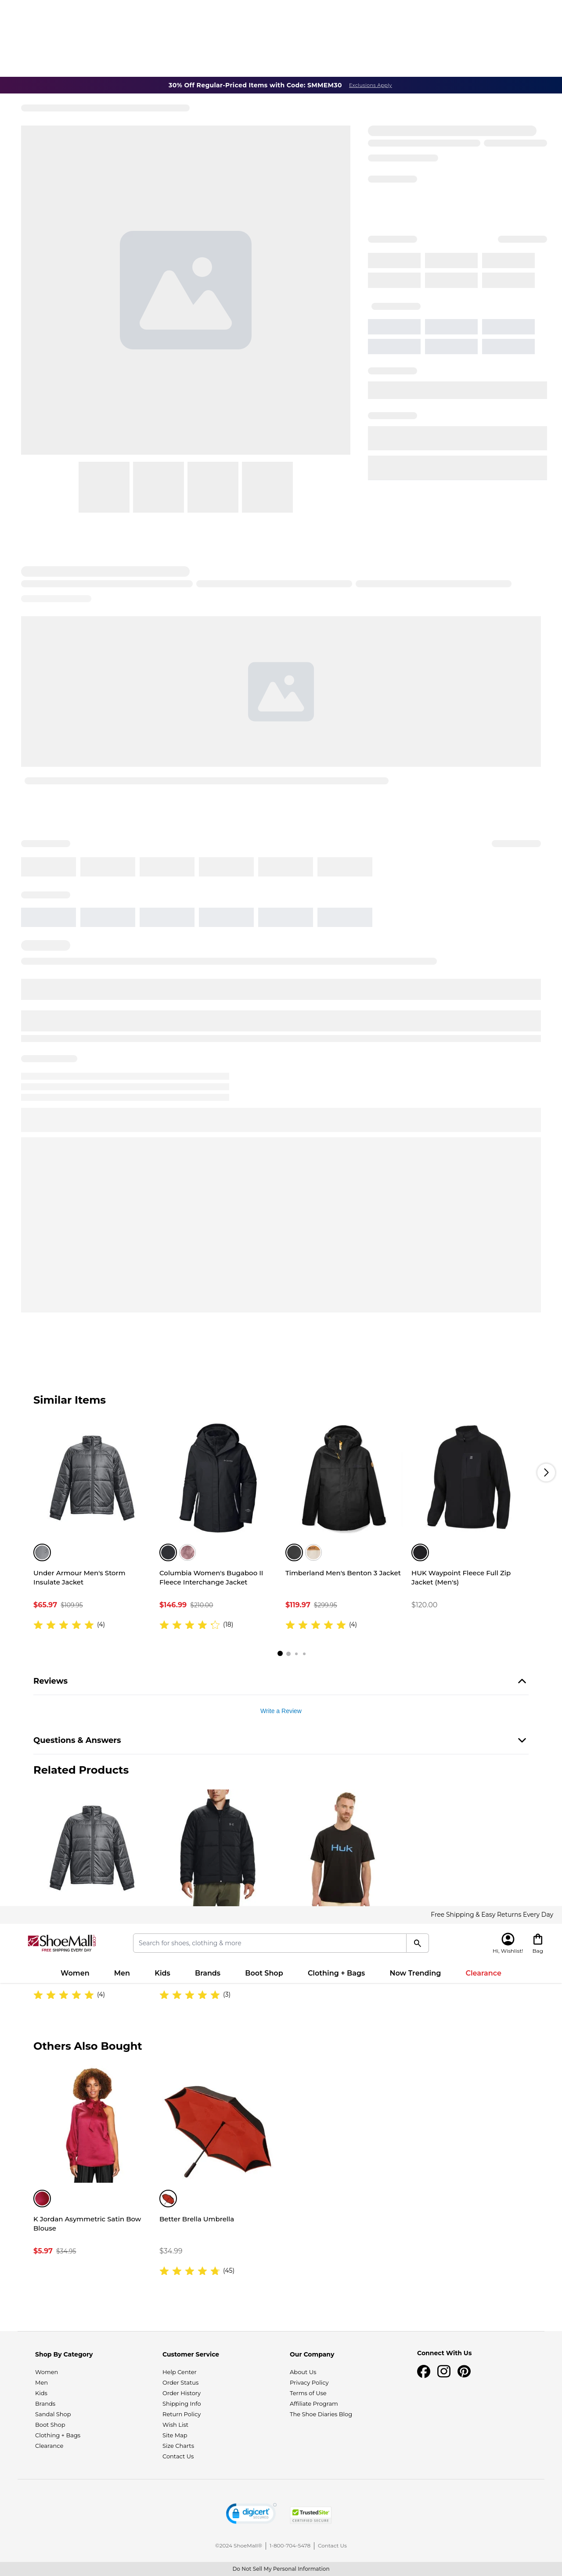 30% Off Regular-Priced Items with Code: SMMEM30 Exclusions Apply
Similar Items
Under Armour Men's Storm Insulate Jacket
$65.97 $109.95
(4)
Columbia Women's Bugaboo II Fleece Interchange Jacket
$146.99 $210.00
(18)
Timberland Men's Benton 3 Jacket
$119.97 $299.95
(4)
HUK Waypoint Fleece Full Zip Jacket (Men's)
$120.00
Reviews
Write a Review
Questions & Answers
Related Products
Huk
Free Shipping & Easy Returns Every Day
ShoeMall
FREE SHIPPING EVERY DAY
Search for shoes, clothing & more
Hi, Wishlist!
Bag
Women Men Kids Brands Boot Shop Clothing + Bags Now Trending Clearance
(4)
(3)
Others Also Bought
K Jordan Asymmetric Satin Bow Blouse
$5.97 $34.95
Better Brella Umbrella
$34.99
(45)
Shop By Category
Women
Men
Kids
Brands
Sandal Shop
Boot Shop
Clothing + Bags
Clearance
Customer Service
Help Center
Order Status
Order History
Shipping Info
Return Policy
Wish List
Site Map
Size Charts
Contact Us
Our Company
About Us
Privacy Policy
Terms of Use
Affiliate Program
The Shoe Diaries Blog
Connect With Us
digicert
TrustedSite
CERTIFIED SECURE
©2024 ShoeMall® | 1-800-704-5478 | Contact Us
Do Not Sell My Personal Information